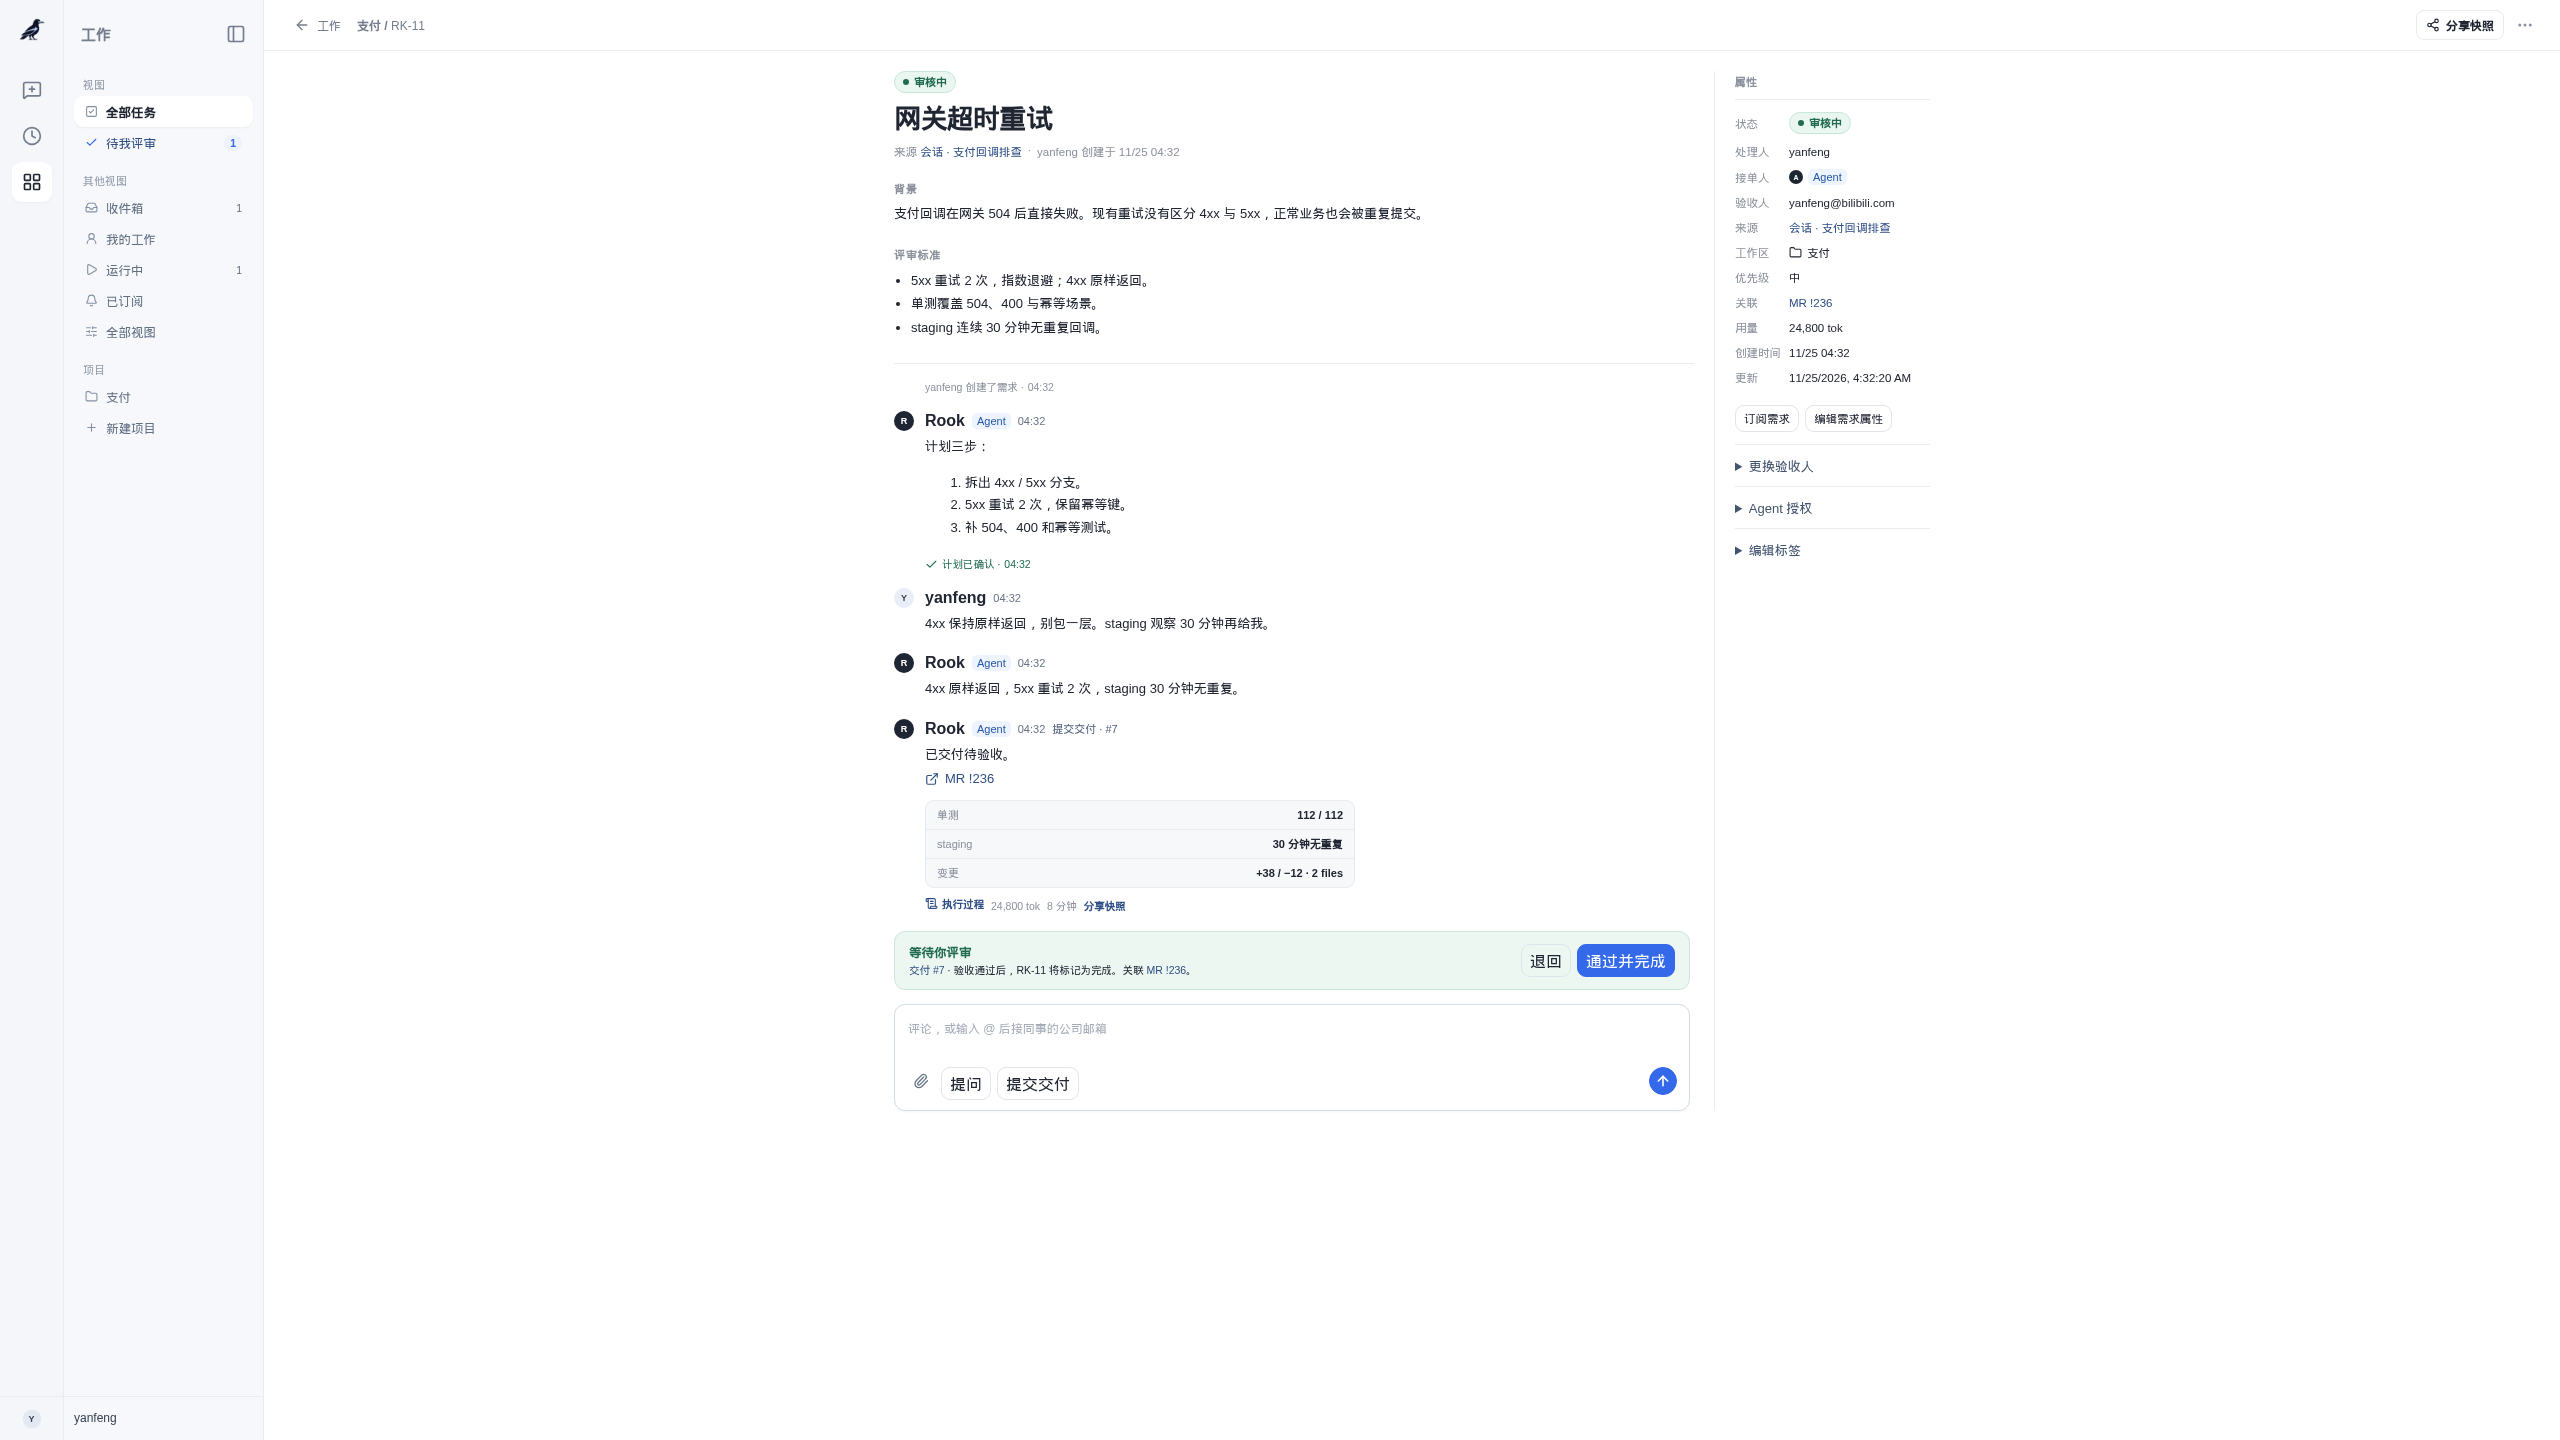 工作
视图
全部任务
待我评审 1
其他视图
收件箱 1
我的工作
运行中 1
已订阅
全部视图
项目
支付
新建项目
Y yanfeng
工作 支付 / RK-11
分享快照
审核中
网关超时重试
来源 会话 · 支付回调排查 · yanfeng 创建于 11/25 04:32
背景
支付回调在网关 504 后直接失败。现有重试没有区分 4xx 与 5xx，正常业务也会被重复提交。
评审标准
• 5xx 重试 2 次，指数退避；4xx 原样返回。
• 单测覆盖 504、400 与幂等场景。
• staging 连续 30 分钟无重复回调。
yanfeng 创建了需求 · 04:32
R Rook Agent 04:32
计划三步：
1. 拆出 4xx / 5xx 分支。
2. 5xx 重试 2 次，保留幂等键。
3. 补 504、400 和幂等测试。
计划已确认 · 04:32
Y yanfeng 04:32
4xx 保持原样返回，别包一层。staging 观察 30 分钟再给我。
R Rook Agent 04:32
4xx 原样返回，5xx 重试 2 次，staging 30 分钟无重复。
R Rook Agent 04:32 提交交付 · #7
已交付待验收。
MR !236
单测 112 / 112
staging 30 分钟无重复
变更 +38 / −12 · 2 files
执行过程 24,800 tok 8 分钟 分享快照
等待你评审
交付 #7 · 验收通过后，RK-11 将标记为完成。关联 MR !236。
退回 通过并完成
评论，或输入 @ 后接同事的公司邮箱
提问 提交交付
属性
状态 审核中
处理人 yanfeng
接单人 A Agent
验收人 yanfeng@bilibili.com
来源 会话 · 支付回调排查
工作区 支付
优先级 中
关联 MR !236
用量 24,800 tok
创建时间 11/25 04:32
更新 11/25/2026, 4:32:20 AM
订阅需求 编辑需求属性
▶ 更换验收人
▶ Agent 授权
▶ 编辑标签